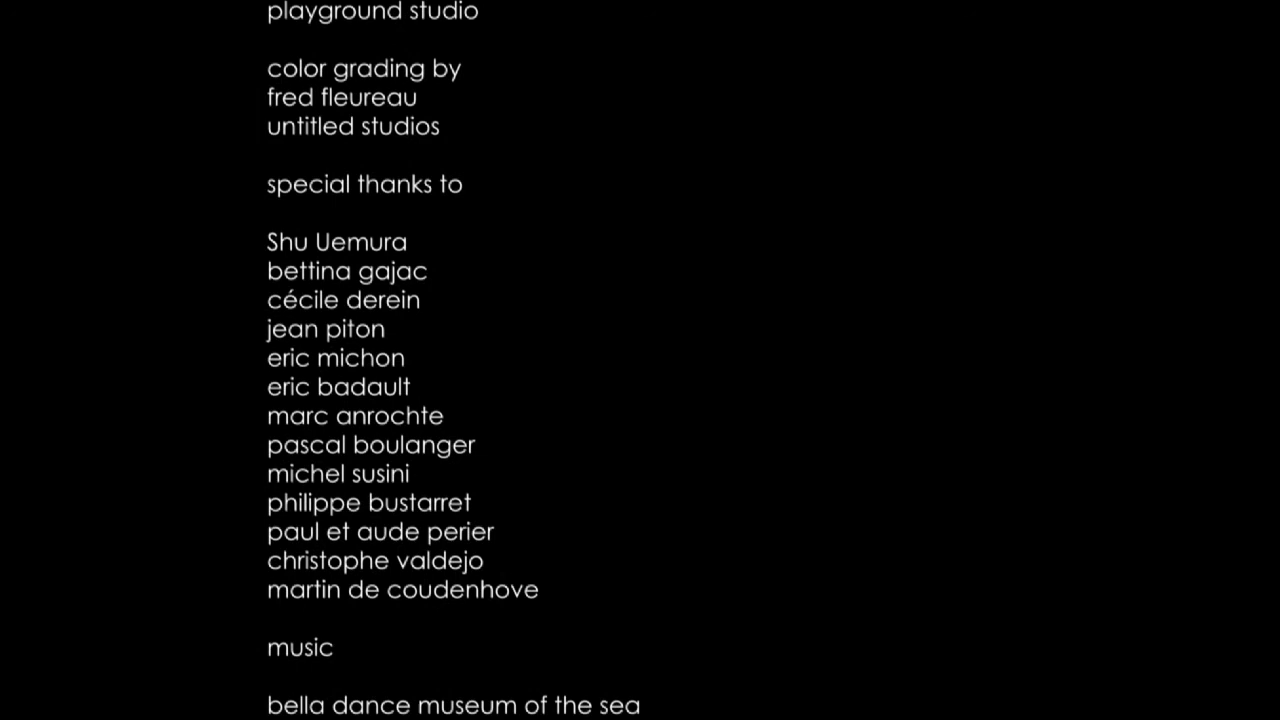 playground studio
color grading by
fred fleureau
untitled studios
special thanks to
Shu Uemura
bettina gajac
cécile derein
jean piton
eric michon
eric badault
marc anrochte
pascal boulanger
michel susini
philippe bustarret
paul et aude perier
christophe valdejo
martin de coudenhove
music
bella dance museum of the sea